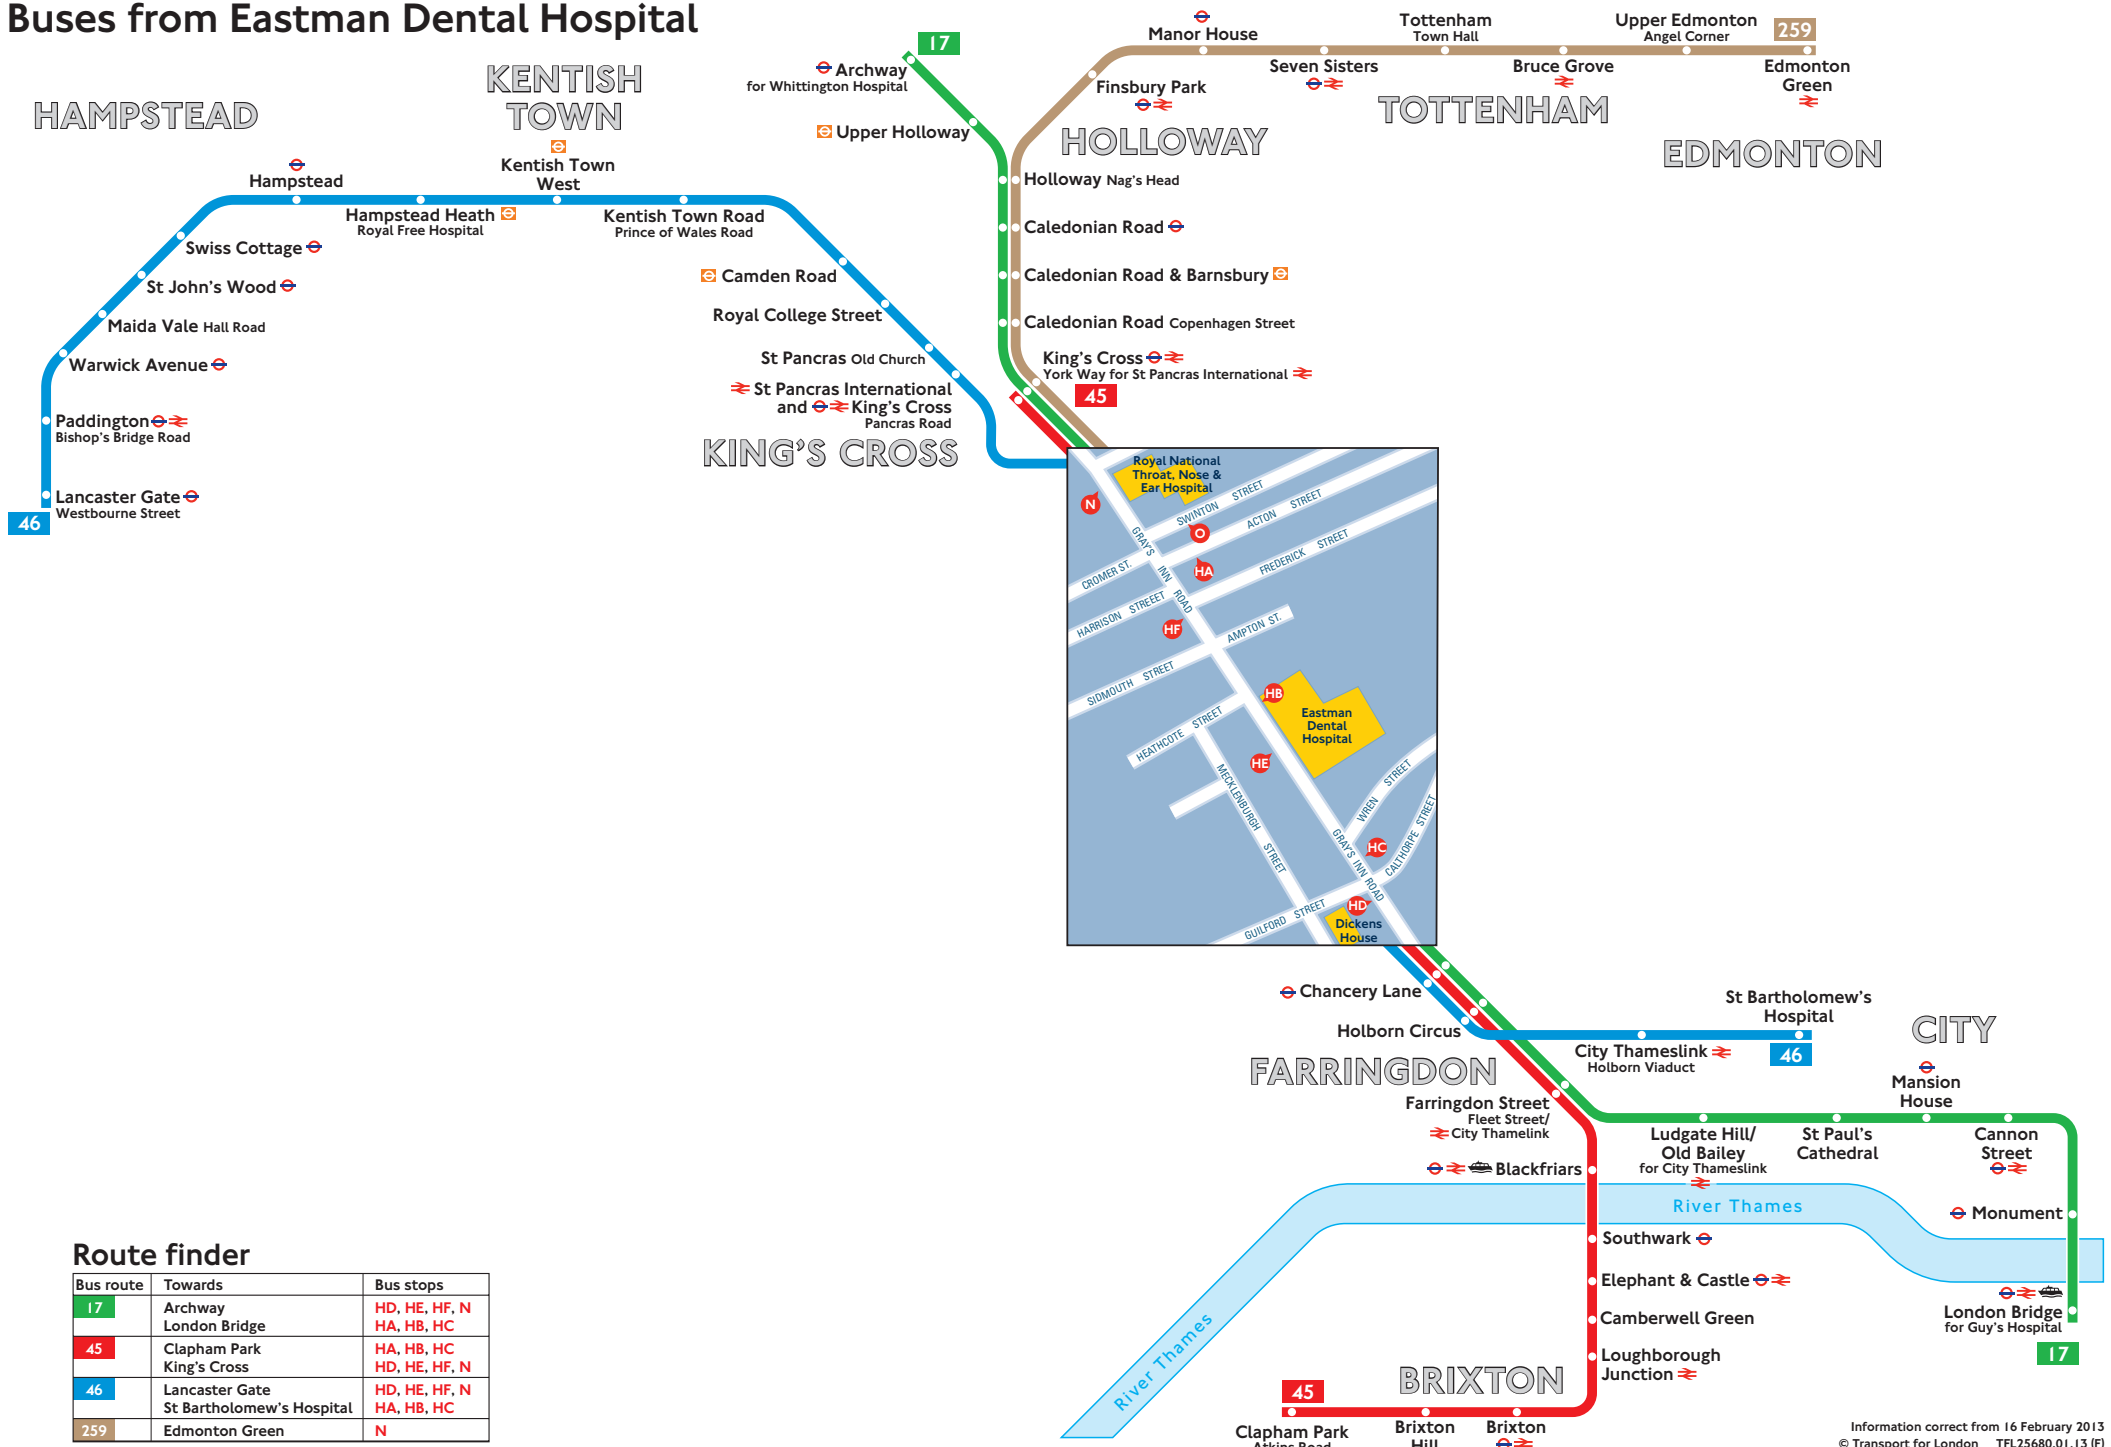 Buses from Eastman Dental Hospital
HAMPSTEAD
KENTISH
TOWN
HOLLOWAY
TOTTENHAM
EDMONTON
KING'S CROSS
17
Archway
for Whittington Hospital
Upper Holloway
Manor House
Tottenham
Town Hall
Upper Edmonton
Angel Corner
259
Finsbury Park
Seven Sisters
Bruce Grove
Edmonton
Green
Hampstead
Kentish Town
West
Hampstead Heath
Royal Free Hospital
Kentish Town Road
Prince of Wales Road
Swiss Cottage
St John's Wood
Maida Vale Hall Road
Warwick Avenue
Paddington
Bishop's Bridge Road
Lancaster Gate
Westbourne Street
46
Camden Road
Royal College Street
St Pancras Old Church
St Pancras International
and King's Cross
Pancras Road
Holloway Nag's Head
Caledonian Road
Caledonian Road & Barnsbury
Caledonian Road Copenhagen Street
King's Cross
York Way for St Pancras International
45
Royal National
Throat, Nose &
Ear Hospital
N
SWINTON STREET
O
ACTON STREET
GRAY'S INN ROAD
CROMER ST.
HA
FREDERICK STREET
HARRISON STREEET
HF
AMPTON ST.
SIDMOUTH STREET
HB
Eastman
Dental
Hospital
HEATHCOTE STREET
HE
MECKLENBURGH STREET
WREN STREET
CALTHORPE STREET
GRAY'S INN ROAD
HC
HD
GUILFORD STREET
Dickens
House
Chancery Lane
Holborn Circus
St Bartholomew's
Hospital
City Thameslink
Holborn Viaduct
46
CITY
FARRINGDON
Mansion
House
Farringdon Street
Fleet Street/
City Thamelink
Ludgate Hill/
Old Bailey
for City Thameslink
St Paul's
Cathedral
Cannon
Street
Blackfriars
River Thames
Monument
Southwark
Elephant & Castle
Camberwell Green
London Bridge
for Guy's Hospital
17
Loughborough
Junction
River Thames
BRIXTON
45
Clapham Park
Atkins Road
Brixton
Hill
Brixton
Route finder
Bus route Towards Bus stops
17 Archway HD, HE, HF, N
London Bridge HA, HB, HC
45 Clapham Park HA, HB, HC
King's Cross HD, HE, HF, N
46 Lancaster Gate HD, HE, HF, N
St Bartholomew's Hospital HA, HB, HC
259 Edmonton Green N
Information correct from 16 February 2013
© Transport for London TFL25680.01.13 (F)